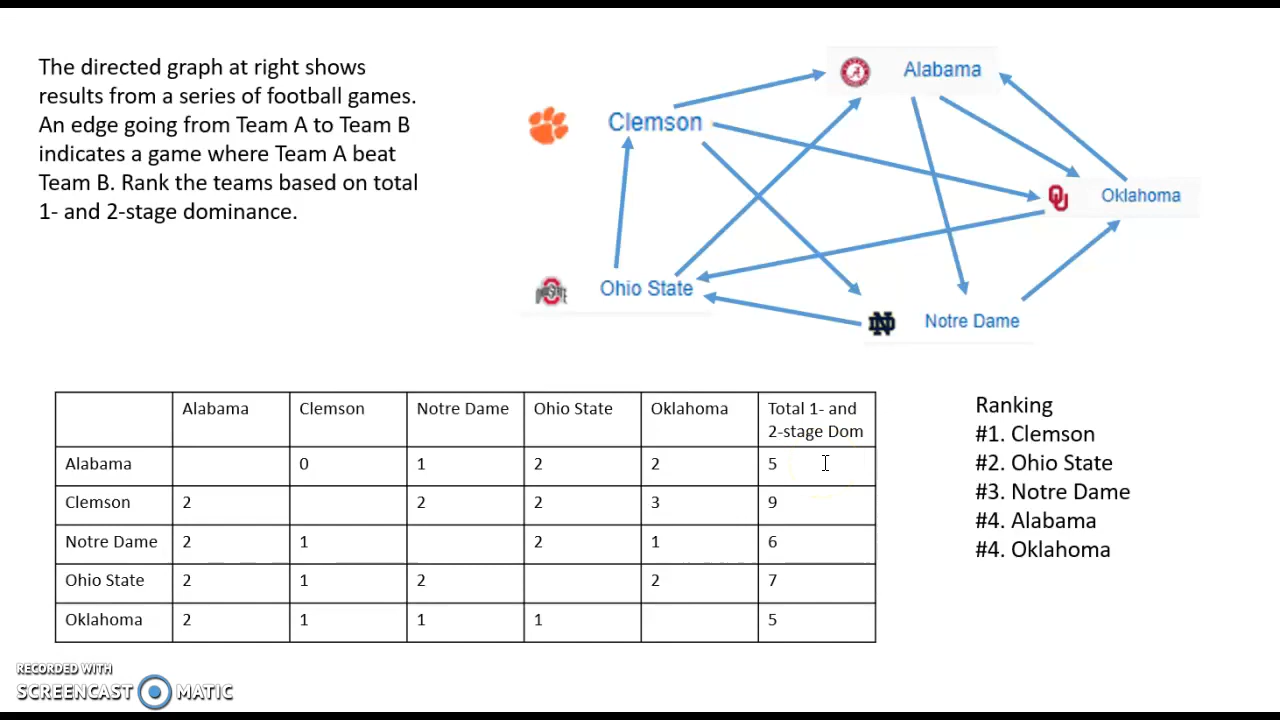 The directed graph at right shows
results from a series of football games.
An edge going from Team A to Team B
indicates a game where Team A beat
Team B. Rank the teams based on total
1- and 2-stage dominance.
Alabama
Clemson
Oklahoma
Ohio State
Notre Dame
Alabama Clemson Notre Dame Ohio State Oklahoma Total 1- and
2-stage Dom
Alabama 0 1 2 2 5
Clemson 2 2 2 3 9
Notre Dame 2 1 2 1 6
Ohio State 2 1 2 2 7
Oklahoma 2 1 1 1 5
Ranking
#1. Clemson
#2. Ohio State
#3. Notre Dame
#4. Alabama
#4. Oklahoma
RECORDED WITH
SCREENCAST MATIC